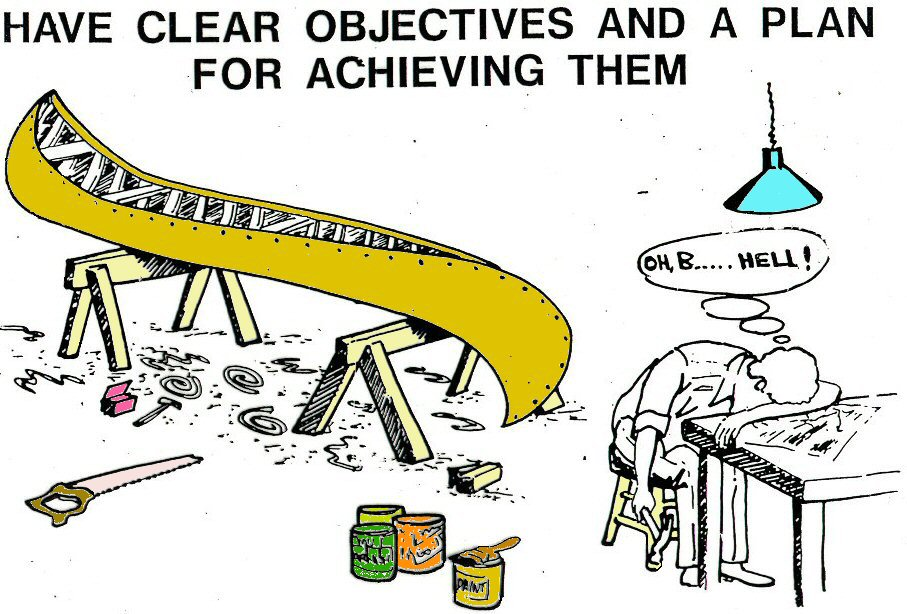 HAVE CLEAR OBJECTIVES AND A PLAN
FOR ACHIEVING THEM
OH, B..... HELL!
PAINT